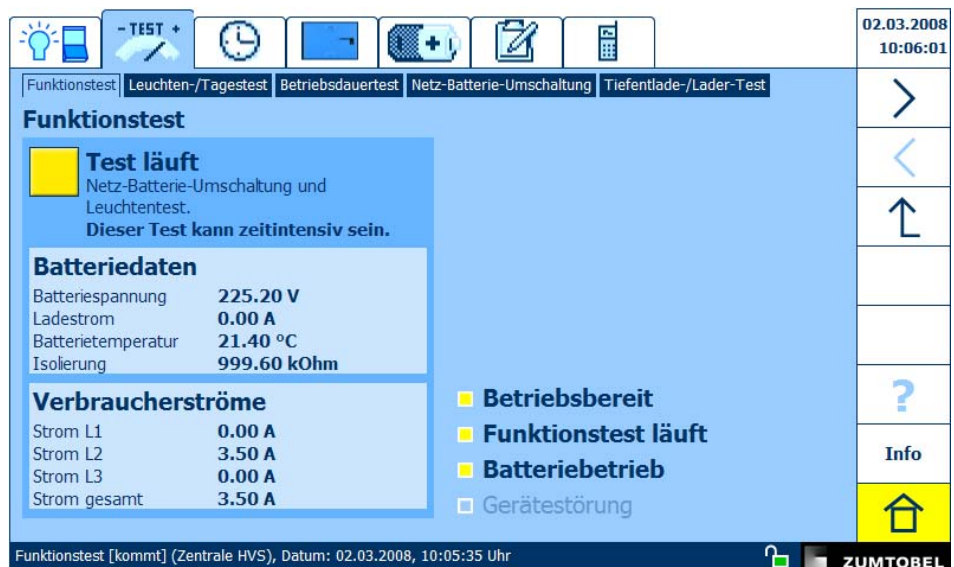 - TEST +
02.03.2008
10:06:01
Funktionstest Leuchten-/Tagestest Betriebsdauertest Netz-Batterie-Umschaltung Tiefentlade-/Lader-Test
Funktionstest
Test läuft
Netz-Batterie-Umschaltung und
Leuchtentest.
Dieser Test kann zeitintensiv sein.
Batteriedaten
Batteriespannung 225.20 V
Ladestrom 0.00 A
Batterietemperatur 21.40 °C
Isolierung 999.60 kOhm
Verbraucherströme
Strom L1 0.00 A
Strom L2 3.50 A
Strom L3 0.00 A
Strom gesamt 3.50 A
Betriebsbereit
Funktionstest läuft
Batteriebetrieb
Gerätestörung
?
Info
Funktionstest [kommt] (Zentrale HVS), Datum: 02.03.2008, 10:05:35 Uhr
ZUMTOBEL